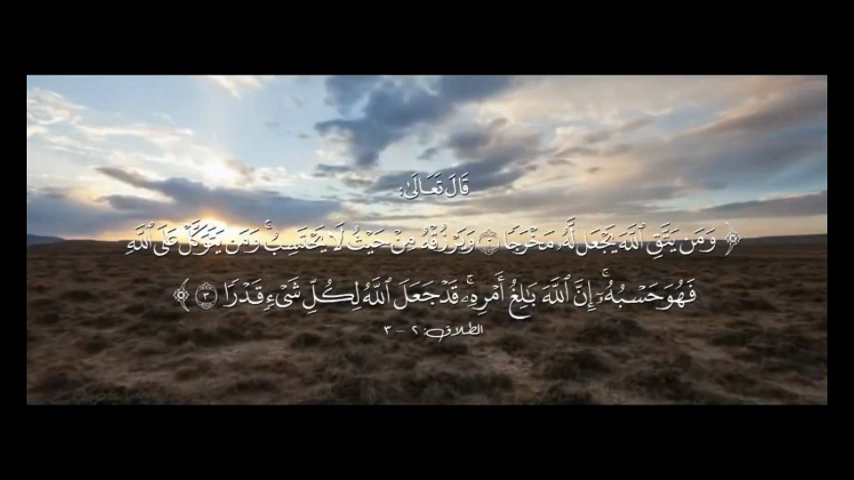 قَالَ تَعَالَىٰ:
﴿ وَمَن يَتَّقِ ٱللَّهَ يَجْعَل لَّهُۥ مَخْرَجًا ٢ وَيَرْزُقْهُ مِنْ حَيْثُ لَا يَحْتَسِبُ ۚ وَمَن يَتَوَكَّلْ عَلَى ٱللَّهِ
فَهُوَ حَسْبُهُۥٓ ۚ إِنَّ ٱللَّهَ بَٰلِغُ أَمْرِهِۦ ۚ قَدْ جَعَلَ ٱللَّهُ لِكُلِّ شَىْءٍ قَدْرًا ٣ ﴾
الطلاق: ٢ - ٣